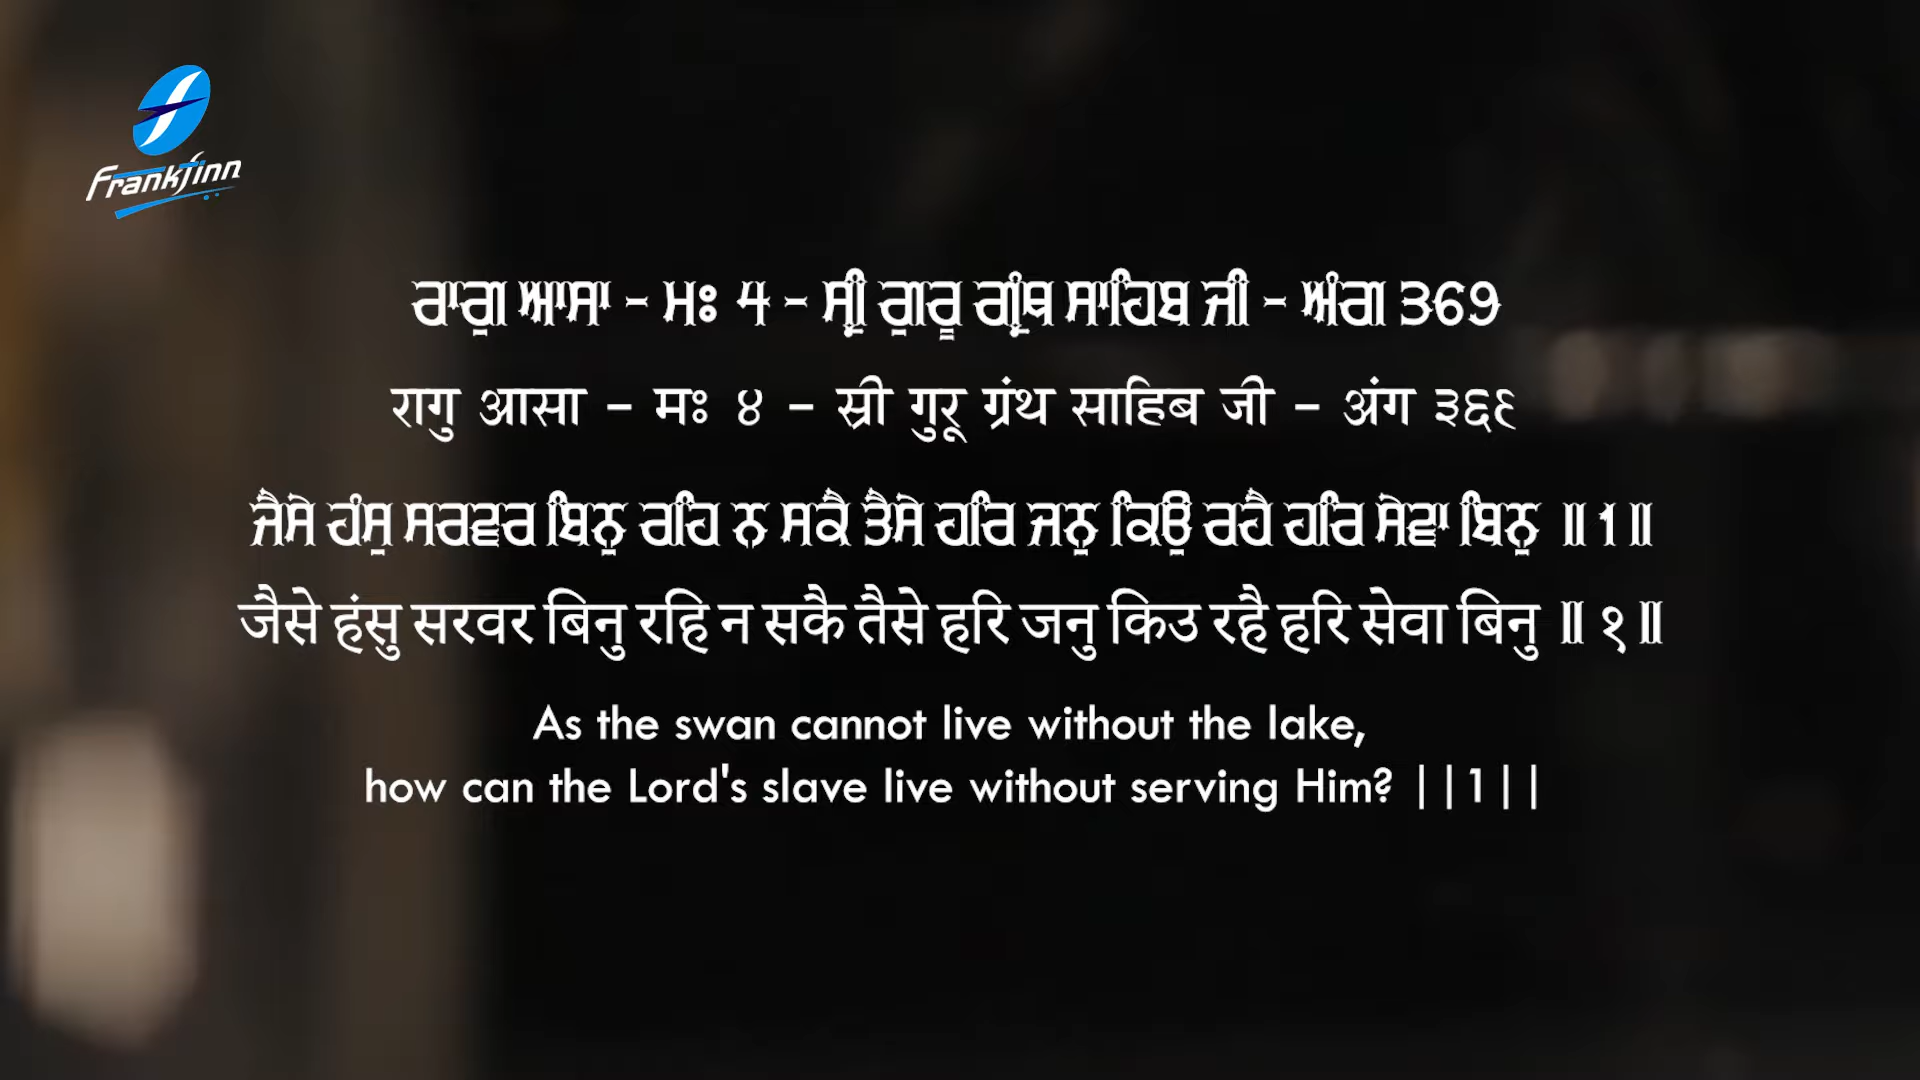 Frankfinn
ਰਾਗੁ ਆਸਾ - ਮਃ 4 - ਸ੍ਰੀ ਗੁਰੂ ਗ੍ਰੰਥ ਸਾਹਿਬ ਜੀ - ਅੰਗ 369
रागु आसा - मः ४ - स्री गुरू ग्रंथ साहिब जी - अंग ३६६
ਜੈਸੇ ਹੰਸੁ ਸਰਵਰ ਬਿਨੁ ਰਹਿ ਨ ਸਕੈ ਤੈਸੇ ਹਰਿ ਜਨੁ ਕਿਉ ਰਹੈ ਹਰਿ ਸੇਵਾ ਬਿਨੁ ॥1॥
जैसे हंसु सरवर बिनु रहि न सकै तैसे हरि जनु किउ रहै हरि सेवा बिनु ॥१॥
As the swan cannot live without the lake,
how can the Lord's slave live without serving Him? ||1||